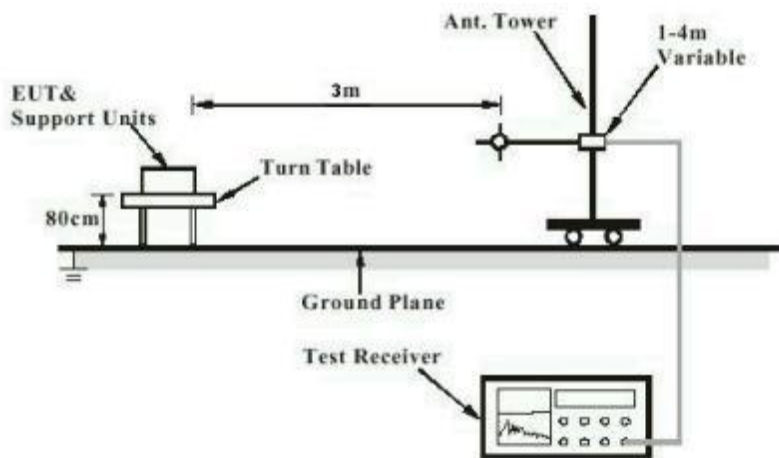 Ant. Tower
1-4m
Variable
EUT&
Support Units
3m
Turn Table
80cm
Ground Plane
Test Receiver